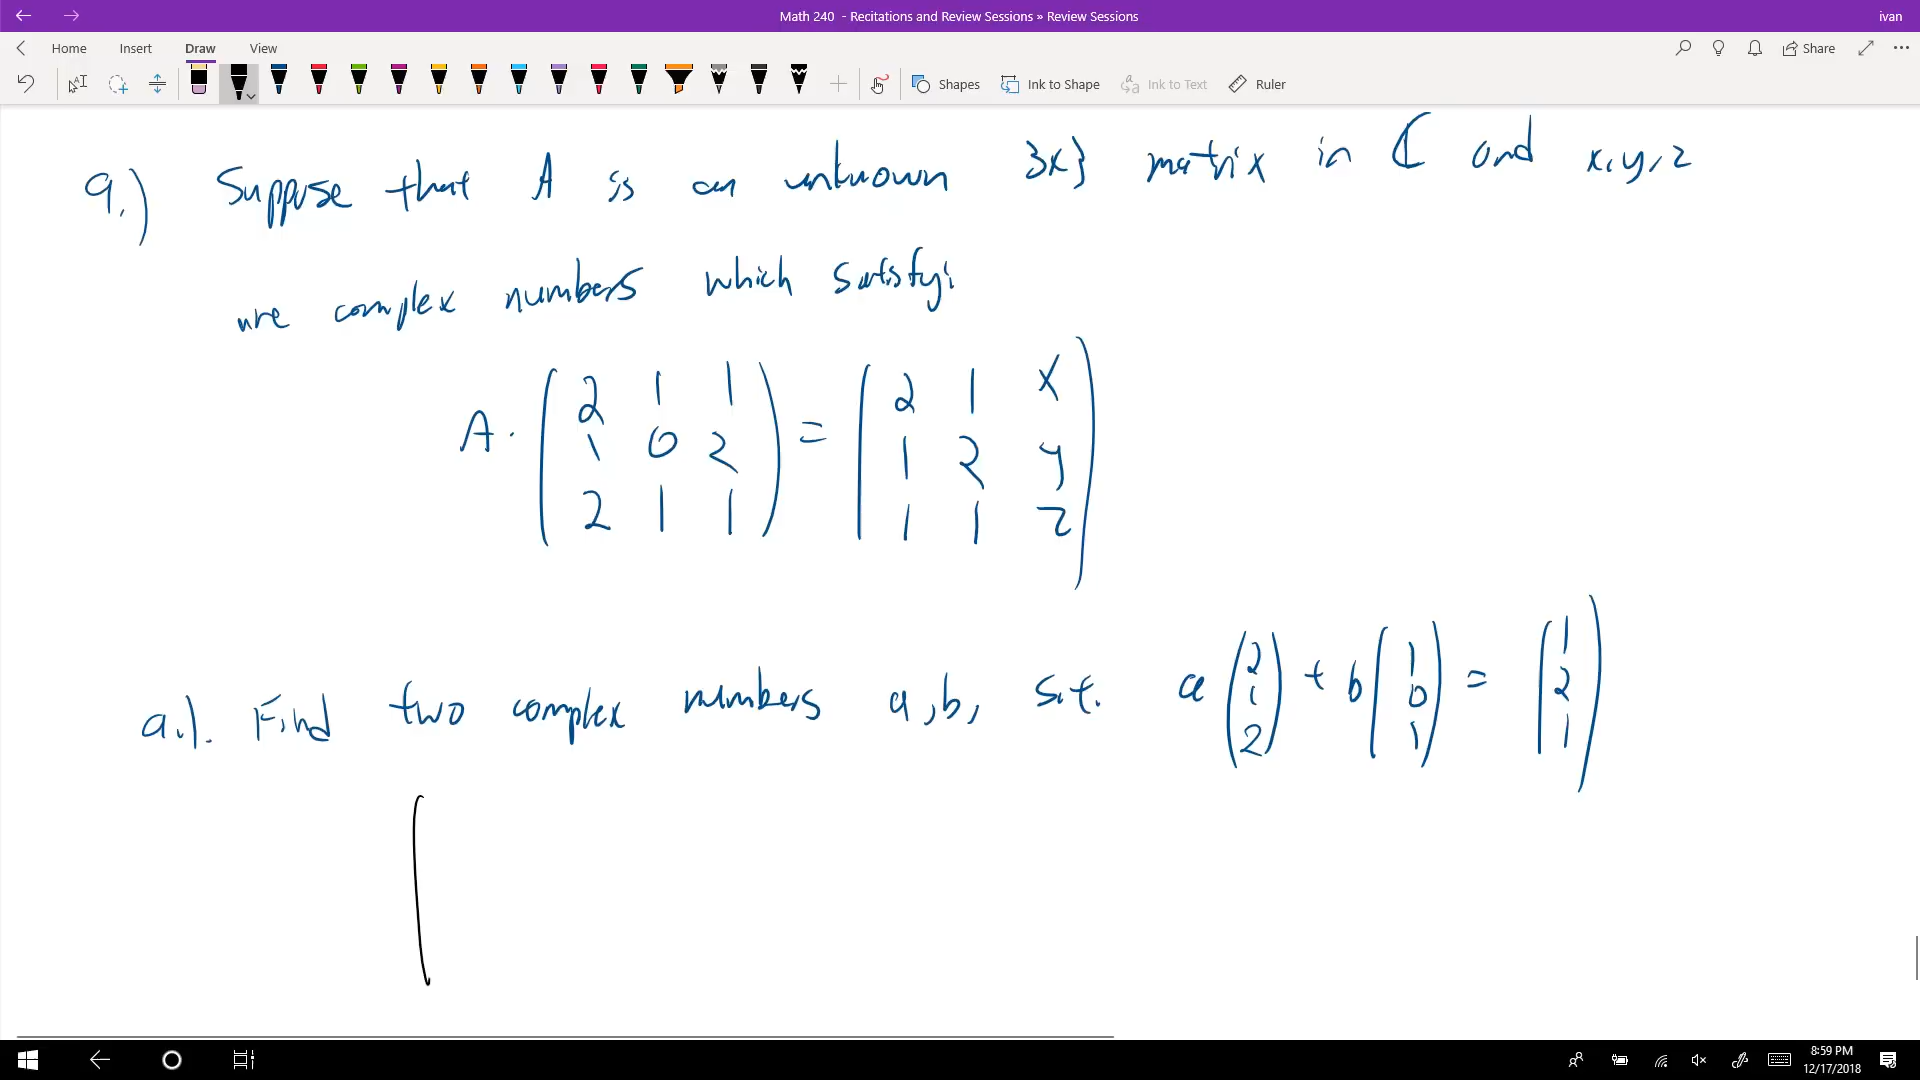 Math 240 - Recitations and Review Sessions » Review Sessions
ivan
Home Insert Draw View
Share
Shapes Ink to Shape Ink to Text Ruler
9.) Suppose that A is an unknown 3x3 matrix in ℂ and x,y,z
are complex numbers which satisfy:
2 1 1 2 1 x
A· 1 0 2 = 1 2 y
2 1 1 1 1 z
2 1 1
a.). Find two complex numbers a,b, s.t. a 1 + b 0 = 2
2 1 1
8:59 PM
12/17/2018